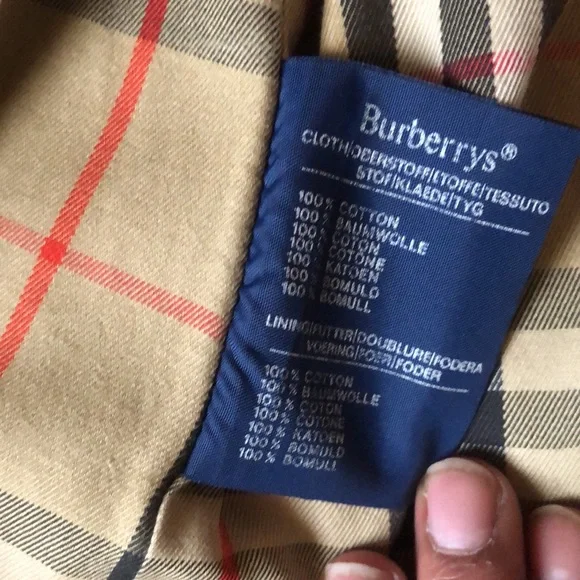 Burberrys®
CLOTH/OBERSTOFF/ETOFFE/TESSUTO
STOF/KLAEDE/TYG
100% COTTON
100% BAUMWOLLE
100% COTON
100% COTONE
100% KATOEN
100% BOMULD
100% BOMULL
LINING/FUTTER/DOUBLURE/FODERA
VOERING/FOER/FODER
100% COTTON
100% BAUMWOLLE
100% COTON
100% COTONE
100% KATOEN
100% BOMULD
100% BOMULL